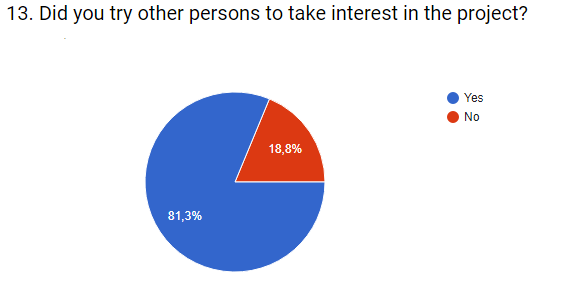 13. Did you try other persons to take interest in the project?
Yes
No
18,8%
81,3%